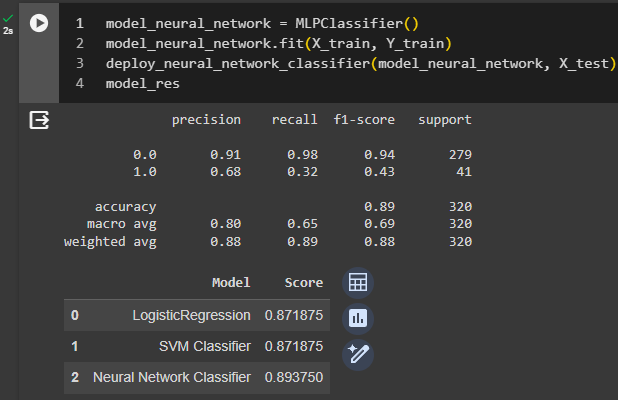 2s
1 model_neural_network = MLPClassifier()
2 model_neural_network.fit(X_train, Y_train)
3 deploy_neural_network_classifier(model_neural_network, X_test)
4 model_res
precision recall f1-score support
0.0 0.91 0.98 0.94 279
1.0 0.68 0.32 0.43 41
accuracy 0.89 320
macro avg 0.80 0.65 0.69 320
weighted avg 0.88 0.89 0.88 320
Model Score
0 LogisticRegression 0.871875
1 SVM Classifier 0.871875
2 Neural Network Classifier 0.893750